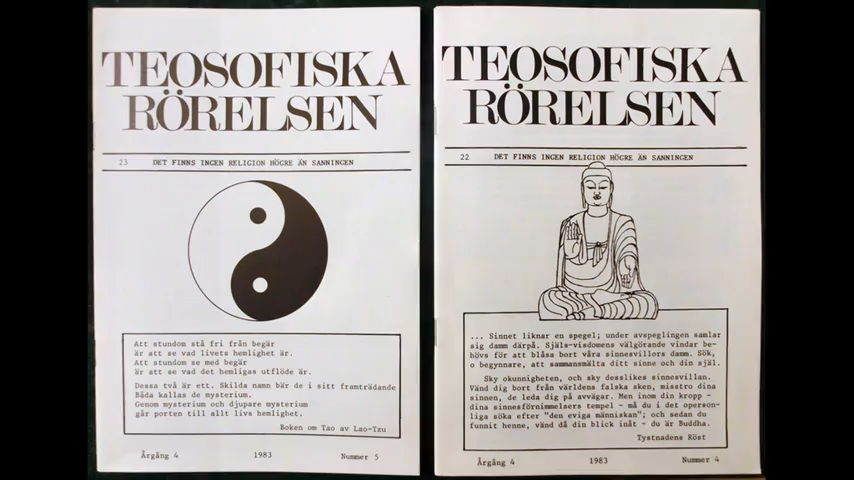 TEOSOFISKA
RÖRELSEN
23 DET FINNS INGEN RELIGION HÖGRE ÄN SANNINGEN
Att stundom stå fri från begär
är att se vad livets hemlighet är.
Att stundom se med begär
är att se vad det hemligas utflöde är.
Dessa två är ett. Skilda namn bär de i sitt framträdande
Båda kallas de mysterium.
Genom mysterium och djupare mysterium
går porten till allt livs hemlighet.
Boken om Tao av Lao-Tzu
Årgång 4 1983 Nummer 5
TEOSOFISKA
RÖRELSEN
22 DET FINNS INGEN RELIGION HÖGRE ÄN SANNINGEN
... Sinnet liknar en spegel; under avspeglingen samlar
sig damm därpå. Själs-visdomens välgörande vindar be-
hövs för att blåsa bort våra sinnesvillors damm. Sök,
o begynnare, att sammansmälta ditt sinne och din själ.
Sky okunnigheten, och sky dessslikes sinnesvillan.
Vänd dig bort från världens falska sken, misstro dina
sinnen, de leda dig på avvägar. Men inom din kropp -
dina sinnesförnimmelsers tempel - må du i det opersonliga
söka efter "den eviga människan"; och sedan du
funnit henne, vänd då din blick inåt - du är Buddha.
Tystnadens Röst
Årgång 4 1983 Nummer 4